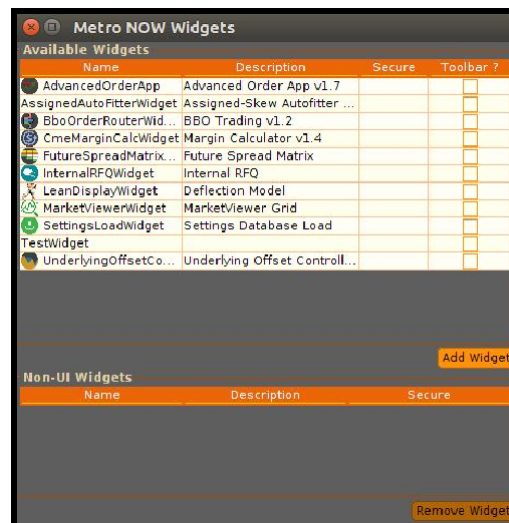 Metro NOW Widgets
Available Widgets
Name Description Secure Toolbar ?
AdvancedOrderApp Advanced Order App v1.7
AssignedAutoFitterWidget Assigned-Skew Autofitter ...
BboOrderRouterWid... BBO Trading v1.2
CmeMarginCalcWidget Margin Calculator v1.4
FutureSpreadMatrix... Future Spread Matrix
InternalRFQWidget Internal RFQ
LeanDisplayWidget Deflection Model
MarketViewerWidget MarketViewer Grid
SettingsLoadWidget Settings Database Load
TestWidget
UnderlyingOffsetCo... Underlying Offset Controll...
Add Widget
Non-UI Widgets
Name Description Secure
Remove Widget